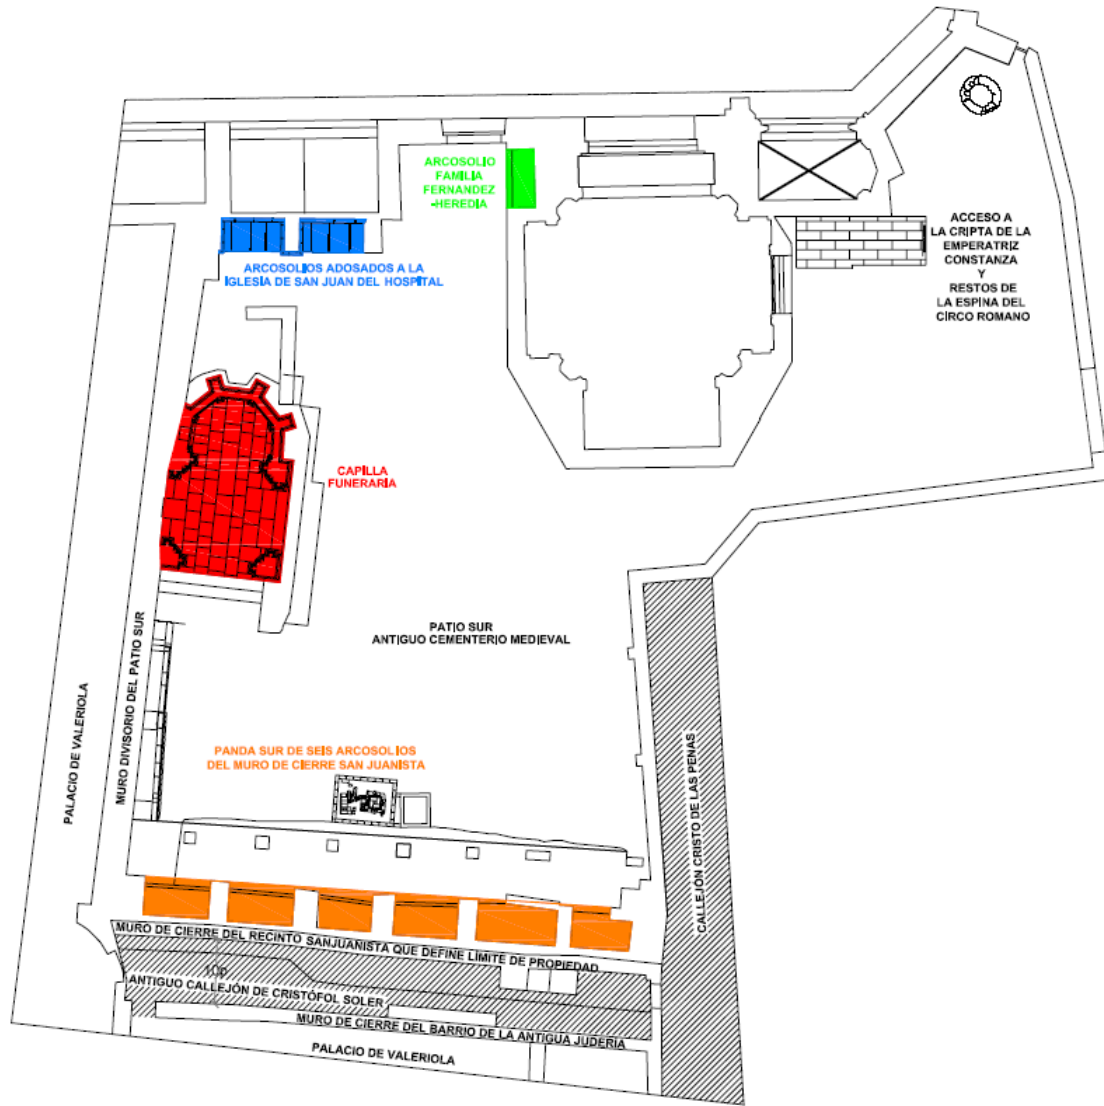 ARCOSOLIO
FAMILIA
FERNANDEZ
-HEREDIA
ACCESO A
LA CRIPTA DE LA
EMPERATRIZ
CONSTANZA
Y
RESTOS DE
LA ESPINA DEL
CIRCO ROMANO
ARCOSOLIOS ADOSADOS A LA
IGLESIA DE SAN JUAN DEL HOSPITAL
CAPILLA
FUNERARIA
PATIO SUR
ANTIGUO CEMENTERIO MEDIEVAL
PALACIO DE VALERIOLA
MURO DIVISORIO DEL PATIO SUR
PANDA SUR DE SEIS ARCOSOLIOS
DEL MURO DE CIERRE SAN JUANISTA
CALLEJÓN CRISTO DE LAS PENAS
MURO DE CIERRE DEL RECINTO SANJUANISTA QUE DEFINE LÍMITE DE PROPIEDAD
ANTIGUO CALLEJÓN DE CRISTÓFOL SOLER
MURO DE CIERRE DEL BARRIO DE LA ANTIGUA JUDERÍA
PALACIO DE VALERIOLA